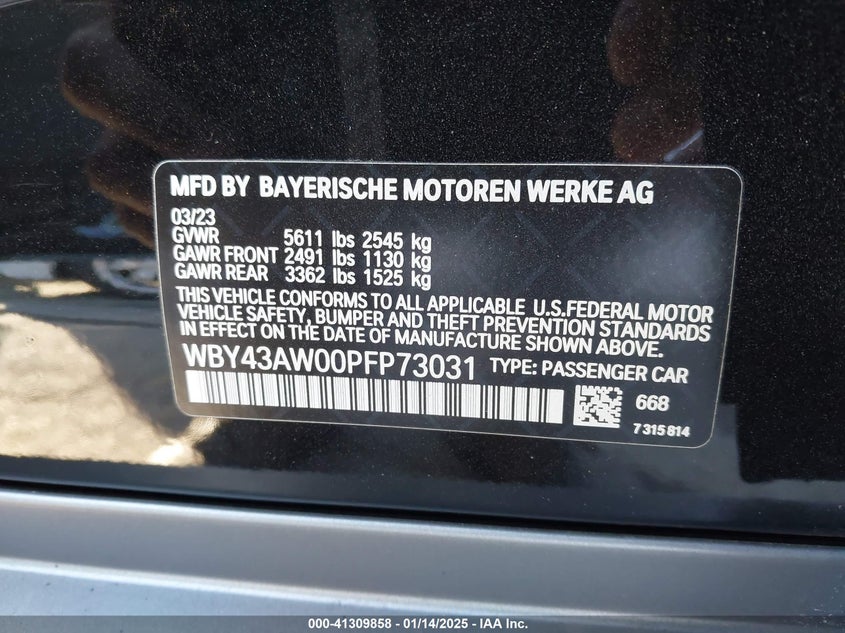 MFD BY BAYERISCHE MOTOREN WERKE AG
03/23
GVWR 5611 lbs 2545 kg
GAWR FRONT 2491 lbs 1130 kg
GAWR REAR 3362 lbs 1525 kg
THIS VEHICLE CONFORMS TO ALL APPLICABLE U.S.FEDERAL MOTOR
VEHICLE SAFETY, BUMPER AND THEFT PREVENTION STANDARDS
IN EFFECT ON THE DATE OF MANUFACTURE SHOWN ABOVE.
WBY43AW00PFP73031 TYPE: PASSENGER CAR
668
7315814
000-41309858 - 01/14/2025 - IAA Inc.